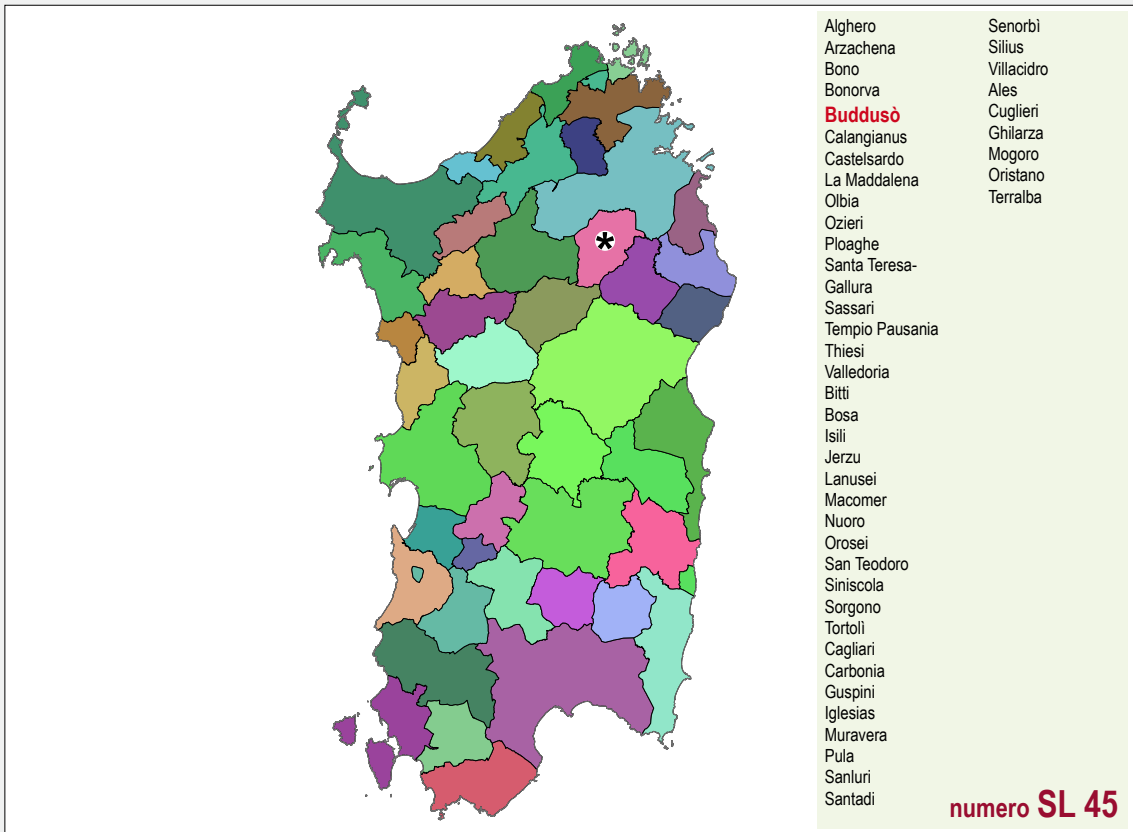 Alghero
Arzachena
Bono
Bonorva
Buddusò
Calangianus
Castelsardo
La Maddalena
Olbia
Ozieri
Ploaghe
Santa Teresa-
Gallura
Sassari
Tempio Pausania
Thiesi
Valledoria
Bitti
Bosa
Isili
Jerzu
Lanusei
Macomer
Nuoro
Orosei
San Teodoro
Siniscola
Sorgono
Tortolì
Cagliari
Carbonia
Guspini
Iglesias
Muravera
Pula
Sanluri
Santadi
Senorbì
Silius
Villacidro
Ales
Cuglieri
Ghilarza
Mogoro
Oristano
Terralba
numero SL 45
*